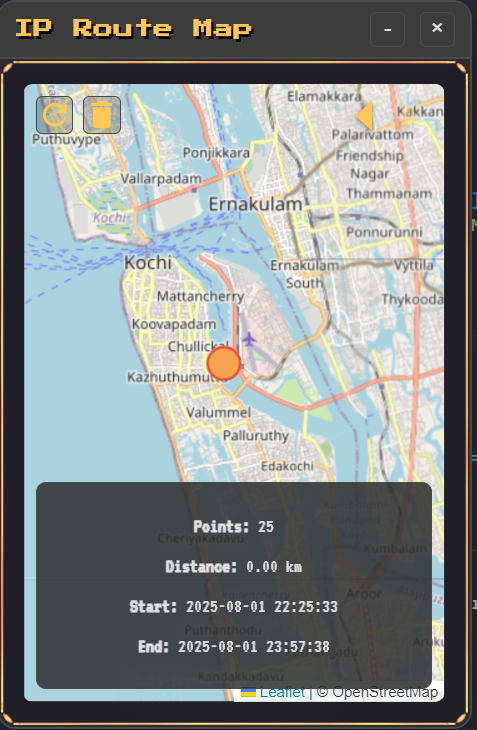 IP Route Map
Elamakkara
Kakkan
Puthuvype
Palarivattom
Ponjikkara
Friendship
Nagar
Vallarpadam
Thammanam
Ernakulam
Kochi
Ponnurunni
Kochi
Ernakulam
South
Vyttila
Mattancherry
Thykooda
Koovapadam
Chullickal
Kazhuthumut
Valummel
Palluruthy
Edakochi
Points: 25
Cheriyakadavu
Kumbalam
Distance: 0.00 km
Aroor
Start: 2025-08-01 22:25:33
Puthanthodu
End: 2025-08-01 23:57:38
Kandakkadavu
Leaflet | © OpenStreetMap